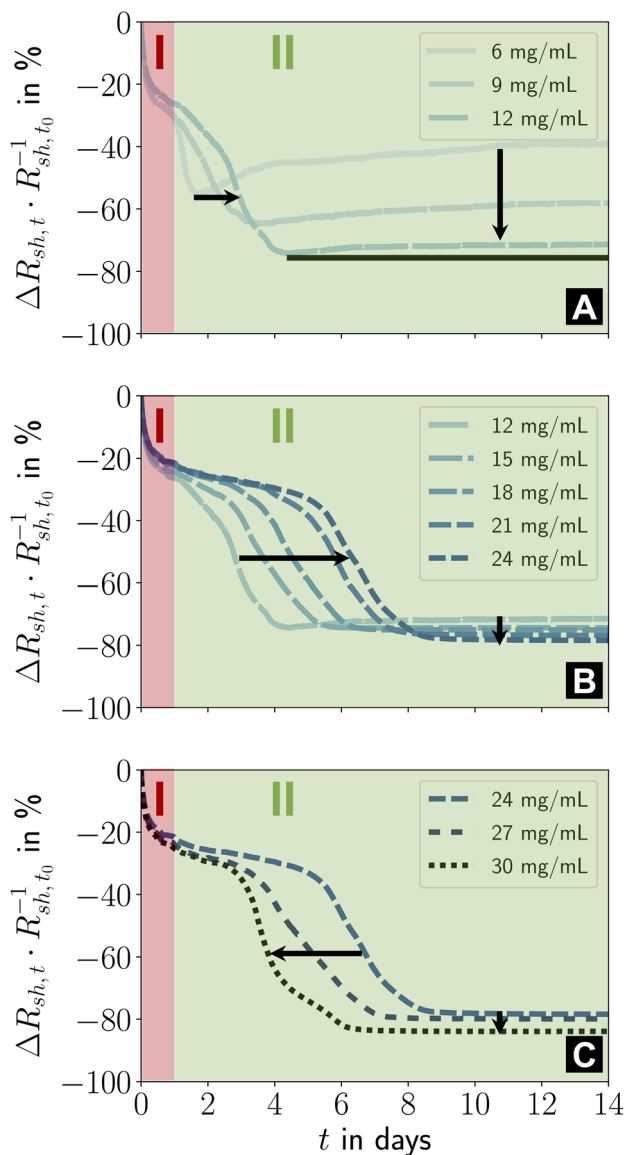 0
−20
−40
−60
−80
−100
ΔR_{sh,t} · R^{−1}_{sh,t_0} in %
I
II
6 mg/mL
9 mg/mL
12 mg/mL
A
0
−20
−40
−60
−80
−100
ΔR_{sh,t} · R^{−1}_{sh,t_0} in %
I
II
12 mg/mL
15 mg/mL
18 mg/mL
21 mg/mL
24 mg/mL
B
0
−20
−40
−60
−80
−100
ΔR_{sh,t} · R^{−1}_{sh,t_0} in %
I
II
24 mg/mL
27 mg/mL
30 mg/mL
C
0 2 4 6 8 10 12 14
t in days